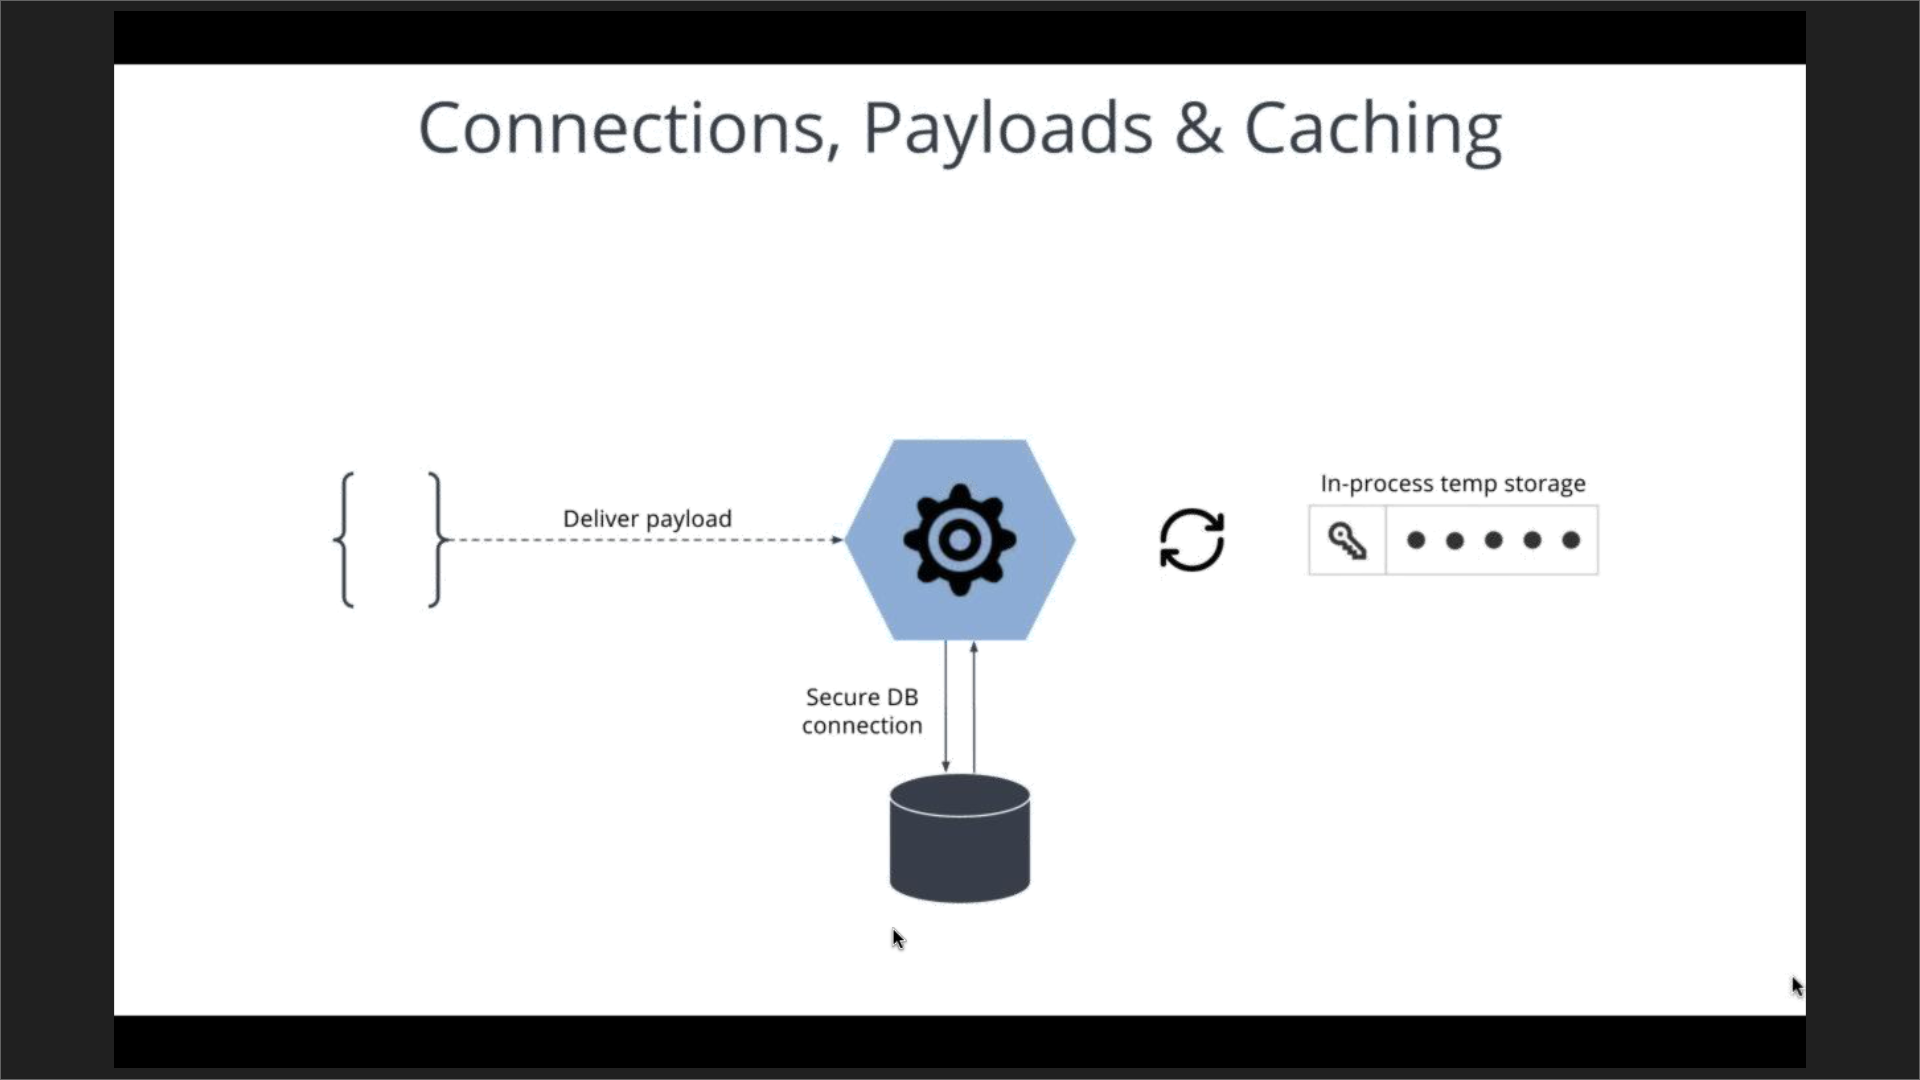 Connections, Payloads & Caching
In-process temp storage
Deliver payload
Secure DB
connection